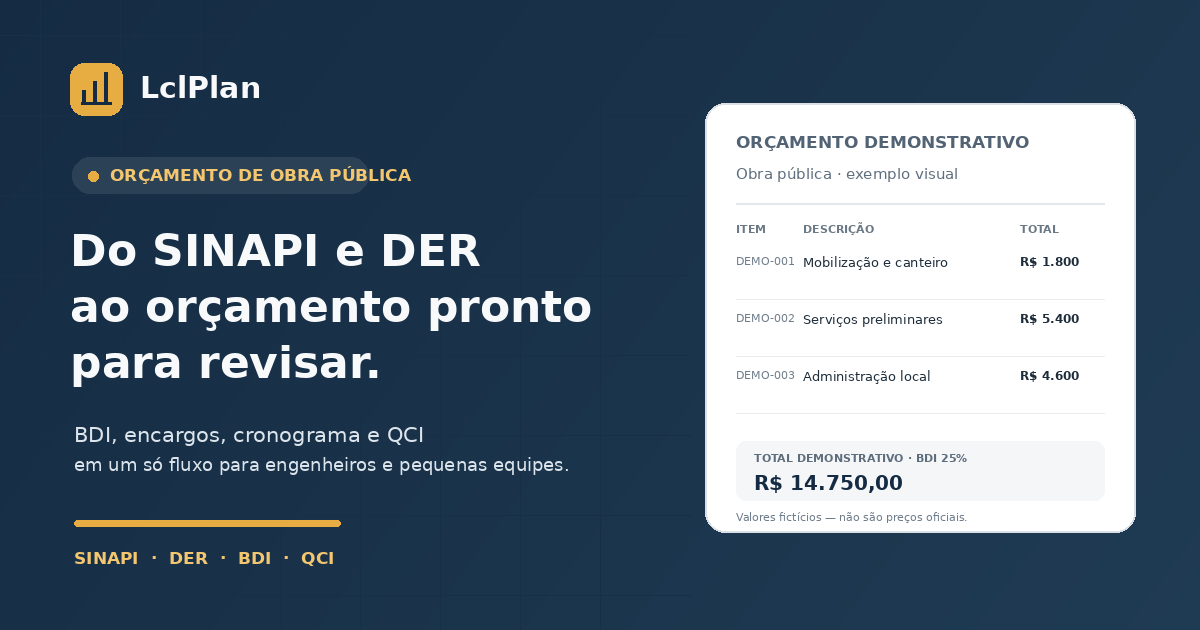 LclPlan
ORÇAMENTO DE OBRA PÚBLICA
Do SINAPI e DER
ao orçamento pronto
para revisar.
BDI, encargos, cronograma e QCI
em um só fluxo para engenheiros e pequenas equipes.
SINAPI · DER · BDI · QCI
ORÇAMENTO DEMONSTRATIVO
Obra pública · exemplo visual
ITEM DESCRIÇÃO TOTAL
DEMO-001 Mobilização e canteiro R$ 1.800
DEMO-002 Serviços preliminares R$ 5.400
DEMO-003 Administração local R$ 4.600
TOTAL DEMONSTRATIVO · BDI 25%
R$ 14.750,00
Valores fictícios — não são preços oficiais.